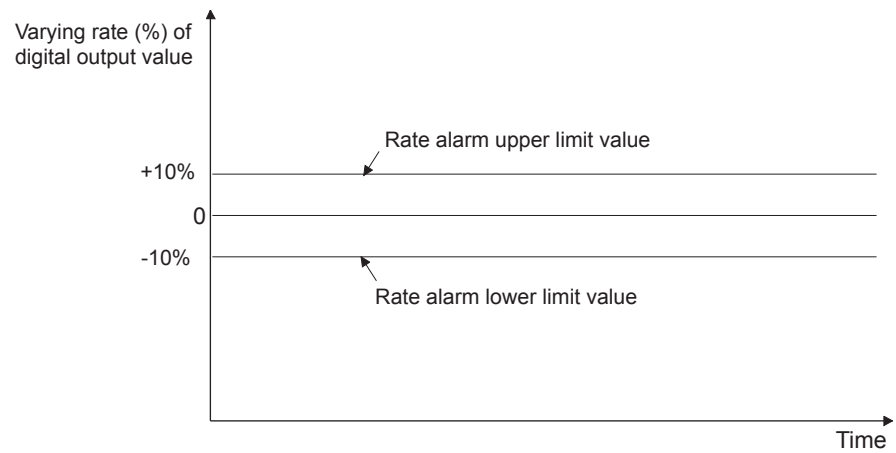 Varying rate (%) of
digital output value
Rate alarm upper limit value
+10%
0
-10%
Rate alarm lower limit value
Time